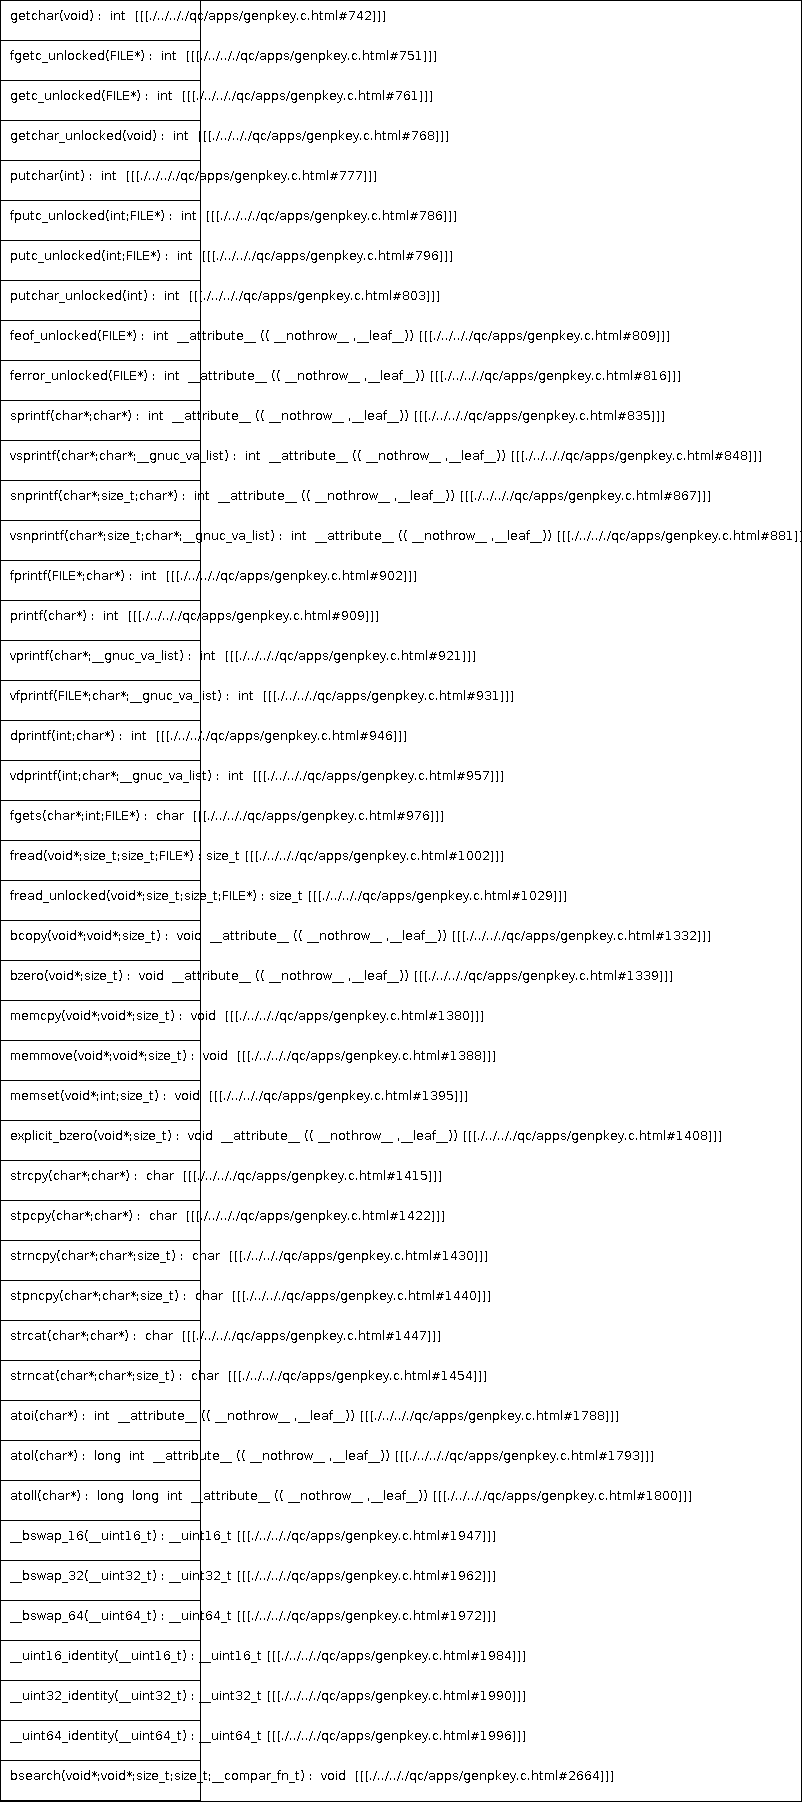 getchar(void) :  int  [[[./../.././qc/apps/genpkey.c.html#742]]]
fgetc_unlocked(FILE*) :  int  [[[./../.././qc/apps/genpkey.c.html#751]]]
getc_unlocked(FILE*) :  int  [[[./../.././qc/apps/genpkey.c.html#761]]]
getchar_unlocked(void) :  int  [[[./../.././qc/apps/genpkey.c.html#768]]]
putchar(int) :  int  [[[./../.././qc/apps/genpkey.c.html#777]]]
fputc_unlocked(int;FILE*) :  int  [[[./../.././qc/apps/genpkey.c.html#786]]]
putc_unlocked(int;FILE*) :  int  [[[./../.././qc/apps/genpkey.c.html#796]]]
putchar_unlocked(int) :  int  [[[./../.././qc/apps/genpkey.c.html#803]]]
feof_unlocked(FILE*) :  int  __attribute__ (( __nothrow__ ,__leaf__)) [[[./../.././qc/apps/genpkey.c.html#809]]]
ferror_unlocked(FILE*) :  int  __attribute__ (( __nothrow__ ,__leaf__)) [[[./../.././qc/apps/genpkey.c.html#816]]]
sprintf(char*;char*) :  int  __attribute__ (( __nothrow__ ,__leaf__)) [[[./../.././qc/apps/genpkey.c.html#835]]]
vsprintf(char*;char*;__gnuc_va_list) :  int  __attribute__ (( __nothrow__ ,__leaf__)) [[[./../.././qc/apps/genpkey.c.html#848]]]
snprintf(char*;size_t;char*) :  int  __attribute__ (( __nothrow__ ,__leaf__)) [[[./../.././qc/apps/genpkey.c.html#867]]]
vsnprintf(char*;size_t;char*;__gnuc_va_list) :  int  __attribute__ (( __nothrow__ ,__leaf__)) [[[./../.././qc/apps/genpkey.c.html#881]]]
fprintf(FILE*;char*) :  int  [[[./../.././qc/apps/genpkey.c.html#902]]]
printf(char*) :  int  [[[./../.././qc/apps/genpkey.c.html#909]]]
vprintf(char*;__gnuc_va_list) :  int  [[[./../.././qc/apps/genpkey.c.html#921]]]
vfprintf(FILE*;char*;__gnuc_va_list) :  int  [[[./../.././qc/apps/genpkey.c.html#931]]]
dprintf(int;char*) :  int  [[[./../.././qc/apps/genpkey.c.html#946]]]
vdprintf(int;char*;__gnuc_va_list) :  int  [[[./../.././qc/apps/genpkey.c.html#957]]]
fgets(char*;int;FILE*) :  char  [[[./../.././qc/apps/genpkey.c.html#976]]]
fread(void*;size_t;size_t;FILE*) : size_t [[[./../.././qc/apps/genpkey.c.html#1002]]]
fread_unlocked(void*;size_t;size_t;FILE*) : size_t [[[./../.././qc/apps/genpkey.c.html#1029]]]
bcopy(void*;void*;size_t) :  void  __attribute__ (( __nothrow__ ,__leaf__)) [[[./../.././qc/apps/genpkey.c.html#1332]]]
bzero(void*;size_t) :  void  __attribute__ (( __nothrow__ ,__leaf__)) [[[./../.././qc/apps/genpkey.c.html#1339]]]
memcpy(void*;void*;size_t) :  void  [[[./../.././qc/apps/genpkey.c.html#1380]]]
memmove(void*;void*;size_t) :  void  [[[./../.././qc/apps/genpkey.c.html#1388]]]
memset(void*;int;size_t) :  void  [[[./../.././qc/apps/genpkey.c.html#1395]]]
explicit_bzero(void*;size_t) :  void  __attribute__ (( __nothrow__ ,__leaf__)) [[[./../.././qc/apps/genpkey.c.html#1408]]]
strcpy(char*;char*) :  char  [[[./../.././qc/apps/genpkey.c.html#1415]]]
stpcpy(char*;char*) :  char  [[[./../.././qc/apps/genpkey.c.html#1422]]]
strncpy(char*;char*;size_t) :  char  [[[./../.././qc/apps/genpkey.c.html#1430]]]
stpncpy(char*;char*;size_t) :  char  [[[./../.././qc/apps/genpkey.c.html#1440]]]
strcat(char*;char*) :  char  [[[./../.././qc/apps/genpkey.c.html#1447]]]
strncat(char*;char*;size_t) :  char  [[[./../.././qc/apps/genpkey.c.html#1454]]]
atoi(char*) :  int  __attribute__ (( __nothrow__ ,__leaf__)) [[[./../.././qc/apps/genpkey.c.html#1788]]]
atol(char*) :  long  int  __attribute__ (( __nothrow__ ,__leaf__)) [[[./../.././qc/apps/genpkey.c.html#1793]]]
atoll(char*) :  long  long  int  __attribute__ (( __nothrow__ ,__leaf__)) [[[./../.././qc/apps/genpkey.c.html#1800]]]
__bswap_16(__uint16_t) : __uint16_t [[[./../.././qc/apps/genpkey.c.html#1947]]]
__bswap_32(__uint32_t) : __uint32_t [[[./../.././qc/apps/genpkey.c.html#1962]]]
__bswap_64(__uint64_t) : __uint64_t [[[./../.././qc/apps/genpkey.c.html#1972]]]
__uint16_identity(__uint16_t) : __uint16_t [[[./../.././qc/apps/genpkey.c.html#1984]]]
__uint32_identity(__uint32_t) : __uint32_t [[[./../.././qc/apps/genpkey.c.html#1990]]]
__uint64_identity(__uint64_t) : __uint64_t [[[./../.././qc/apps/genpkey.c.html#1996]]]
bsearch(void*;void*;size_t;size_t;__compar_fn_t) :  void  [[[./../.././qc/apps/genpkey.c.html#2664]]]